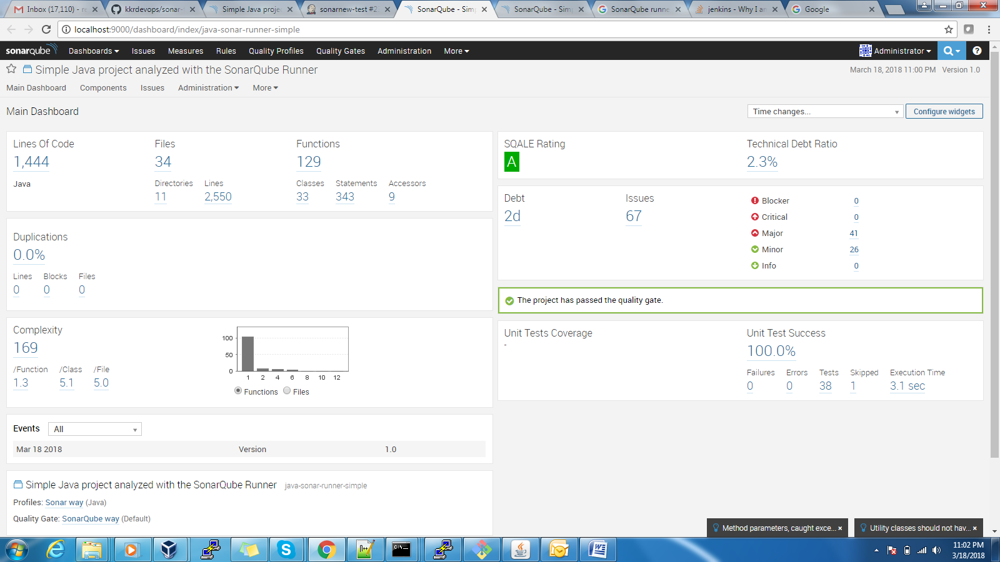 Inbox (17,110) - re
kkrdevops/sonar-
Simple Java proje
sonarnew-test #2
SonarQube - Sim
SonarQube - Sim
SonarQube runne
jenkins - Why I an
Google
localhost:9000/dashboard/index/java-sonar-runner-simple
sonarqube Dashboards Issues Measures Rules Quality Profiles Quality Gates Administration More Administrator
Simple Java project analyzed with the SonarQube Runner
March 18, 2018 11:00 PM Version 1.0
Main Dashboard Components Issues Administration More
Main Dashboard
Time changes... Configure widgets
Lines Of Code Files Functions
1,444 34 129
Java
Directories Lines Classes Statements Accessors
11 2,550 33 343 9
SQALE Rating Technical Debt Ratio
A 2.3%
Debt Issues
2d 67
Blocker 0
Critical 0
Major 41
Minor 26
Info 0
Duplications
0.0%
Lines Blocks Files
0 0 0
The project has passed the quality gate.
Complexity
169
/Function /Class /File
1.3 5.1 5.0
100
50
0
1 2 4 6 8 10 12
Functions Files
Unit Tests Coverage Unit Test Success
- 100.0%
Failures Errors Tests Skipped Execution Time
0 0 38 1 3.1 sec
Events All
Mar 18 2018 Version 1.0
Simple Java project analyzed with the SonarQube Runner java-sonar-runner-simple
Profiles: Sonar way (Java)
Quality Gate: SonarQube way (Default)
Method parameters, caught exce... ×
Utility classes should not hav... ×
11:02 PM
3/18/2018